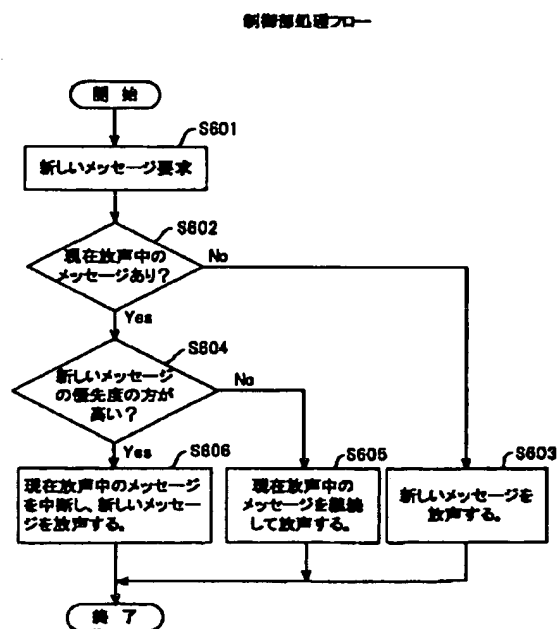 制御部処理フロー
開 始
S601
新しいメッセージ要求
S602
現在放声中の
メッセージあり？
No
Yes
S604
新しいメッセージ
の優先度の方が
高い？
No
Yes
S606
現在放声中のメッセージ
を中断し、新しいメッセー
ジを放声する。
S605
現在放声中の
メッセージを継続
して放声する。
S603
新しいメッセージを
放声する。
終 了